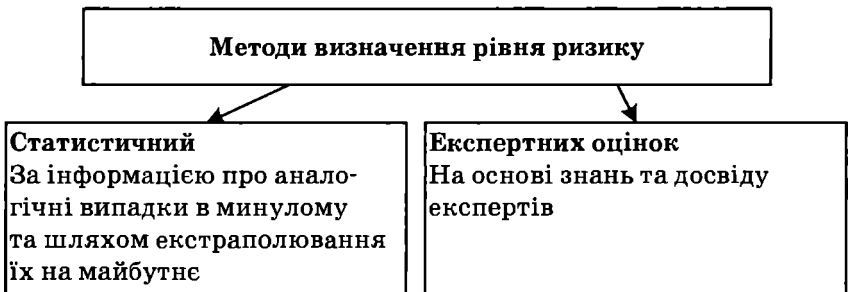 Методи визначення рівня ризику
Статистичний
За інформацією про анало-
гічні випадки в минулому
та шляхом екстраполювання
їх на майбутнє
Експертних оцінок
На основі знань та досвіду
експертів